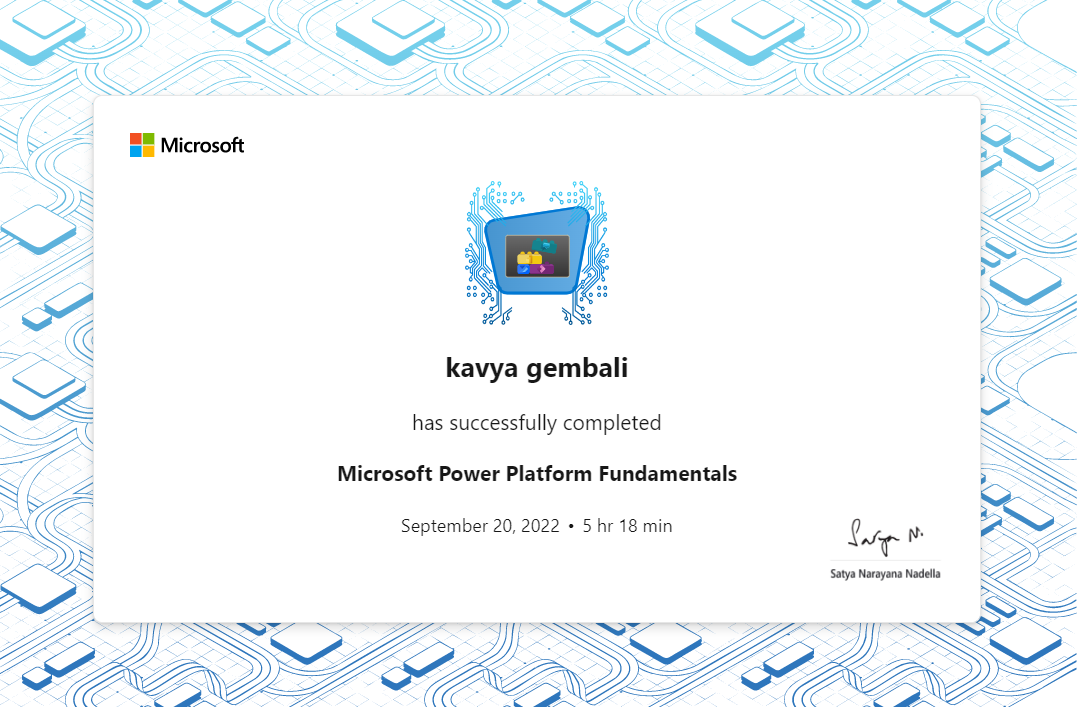 Microsoft
kavya gembali
has successfully completed
Microsoft Power Platform Fundamentals
September 20, 2022 • 5 hr 18 min
Satya N.
Satya Narayana Nadella